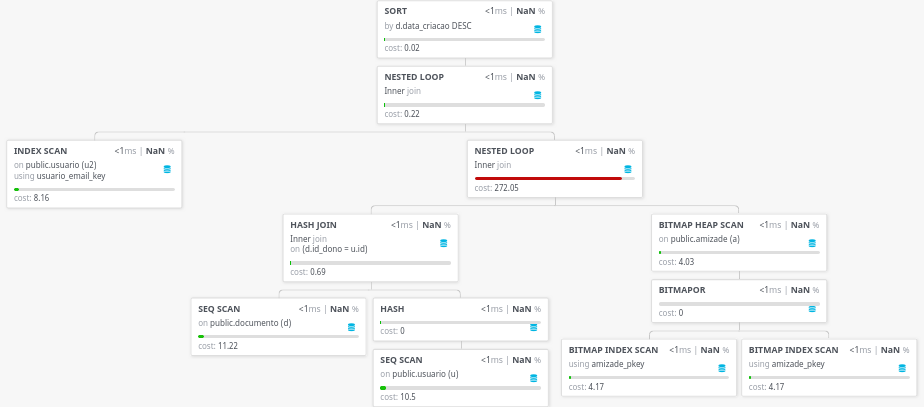 SORT <1ms | NaN %
by d.data_criacao DESC
cost: 0.02
NESTED LOOP <1ms | NaN %
Inner join
cost: 0.22
INDEX SCAN <1ms | NaN %
on public.usuario (u2)
using usuario_email_key
cost: 8.16
NESTED LOOP <1ms | NaN %
Inner join
cost: 272.05
HASH JOIN <1ms | NaN %
Inner join
on (d.id_dono = u.id)
cost: 0.69
BITMAP HEAP SCAN <1ms | NaN %
on public.amizade (a)
cost: 4.03
SEQ SCAN <1ms | NaN %
on public.documento (d)
cost: 11.22
HASH <1ms | NaN %
cost: 0
BITMAPOR <1ms | NaN %
cost: 0
SEQ SCAN <1ms | NaN %
on public.usuario (u)
cost: 10.5
BITMAP INDEX SCAN <1ms | NaN %
using amizade_pkey
cost: 4.17
BITMAP INDEX SCAN <1ms | NaN %
using amizade_pkey
cost: 4.17